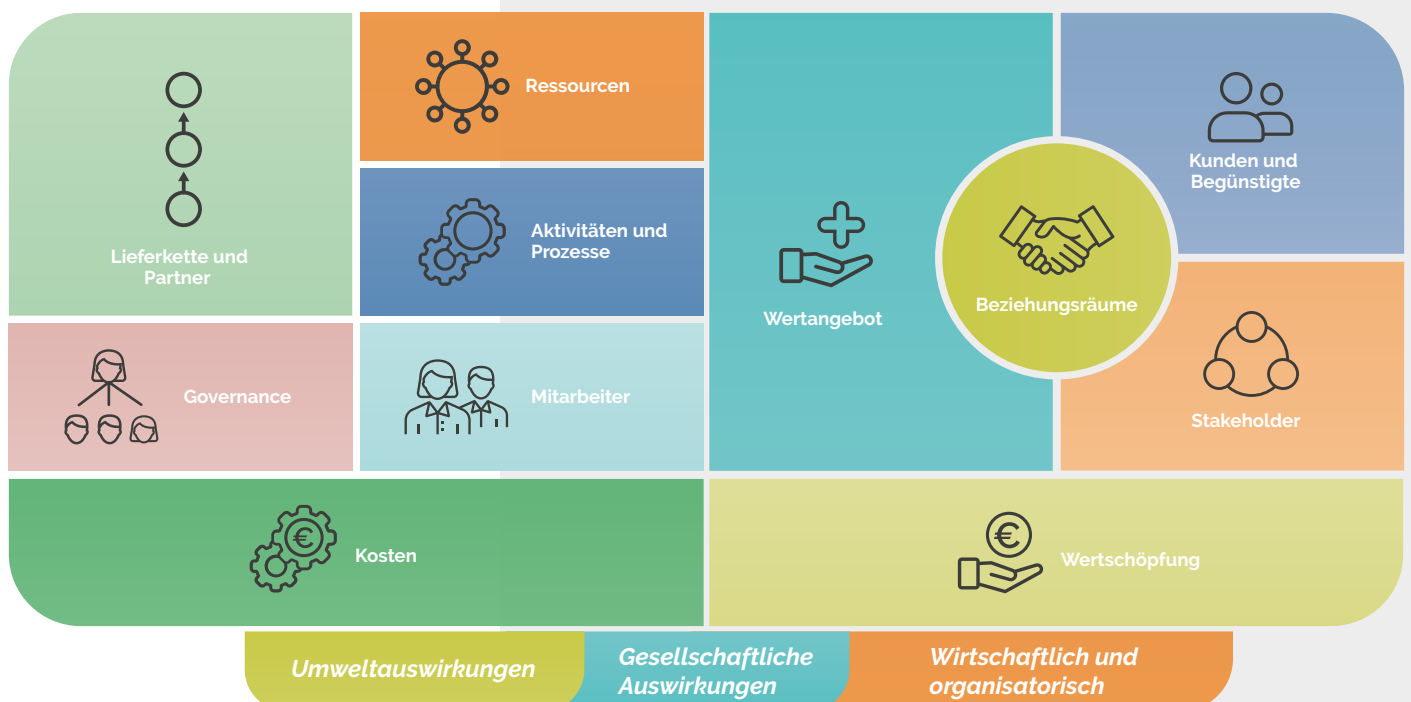 Ressourcen
Kunden und
Begünstigte
Aktivitäten und
Prozesse
Lieferkette und
Partner
Wertangebot
Beziehungsräume
Governance
Mitarbeiter
Stakeholder
€
Kosten
€
Wertschöpfung
Umweltauswirkungen
Gesellschaftliche
Auswirkungen
Wirtschaftlich und
organisatorisch